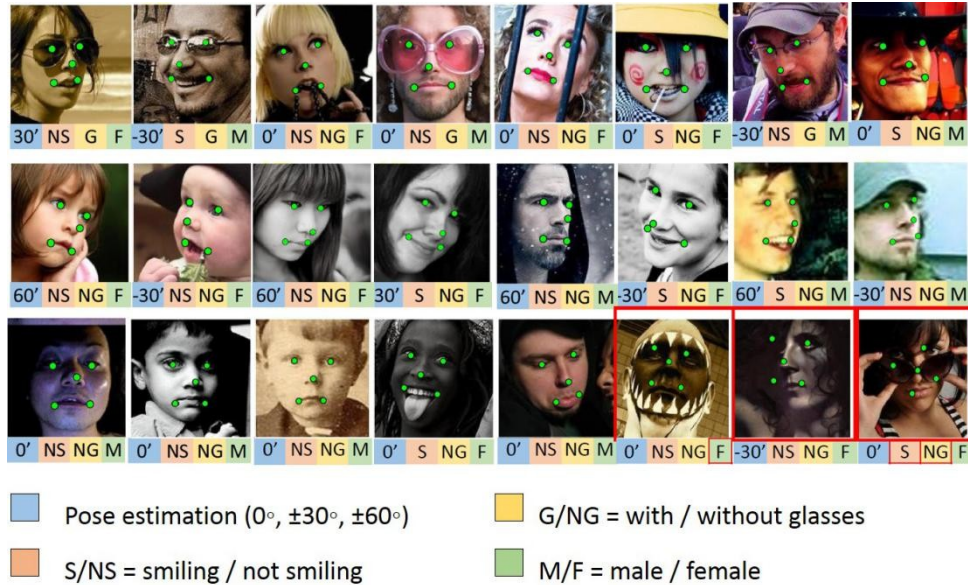 30' NS G F -30' S G M 0' NS NG F 0' NS G M 0' NS NG F 0' S NG F -30' NS G M 0' S NG M
60' NS NG F -30' NS NG F 60' NS NG F 30' S NG F 60' NS NG M -30' S NG F 60' S NG M -30' NS NG M
0' NS NG M 0' NS NG M 0' NS NG M 0' S NG F 0' NS NG M 0' NS NG F -30' NS NG F 0' S NG F
Pose estimation (0○, ±30○, ±60○)
G/NG = with / without glasses
S/NS = smiling / not smiling
M/F = male / female